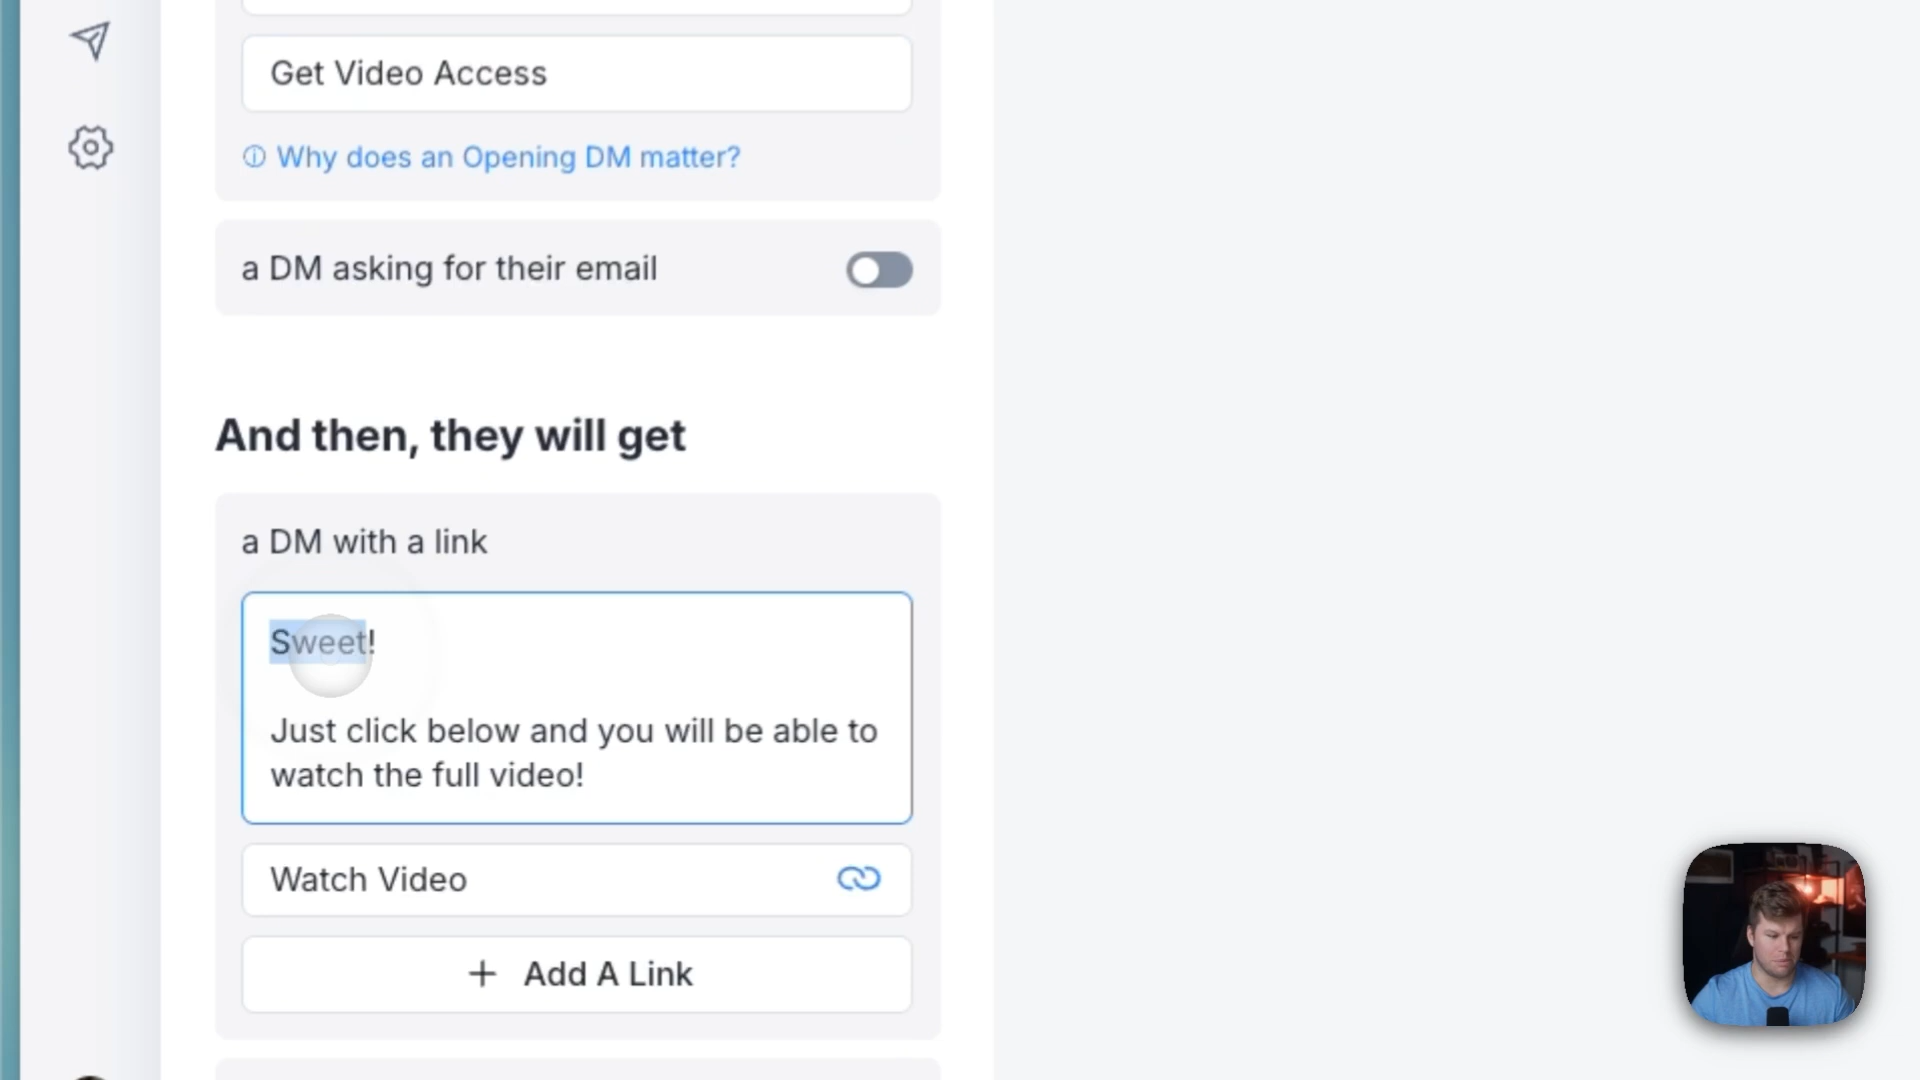 Get Video Access
Why does an Opening DM matter?
a DM asking for their email
And then, they will get
a DM with a link
Sweet!
Just click below and you will be able to
watch the full video!
Watch Video
Add A Link